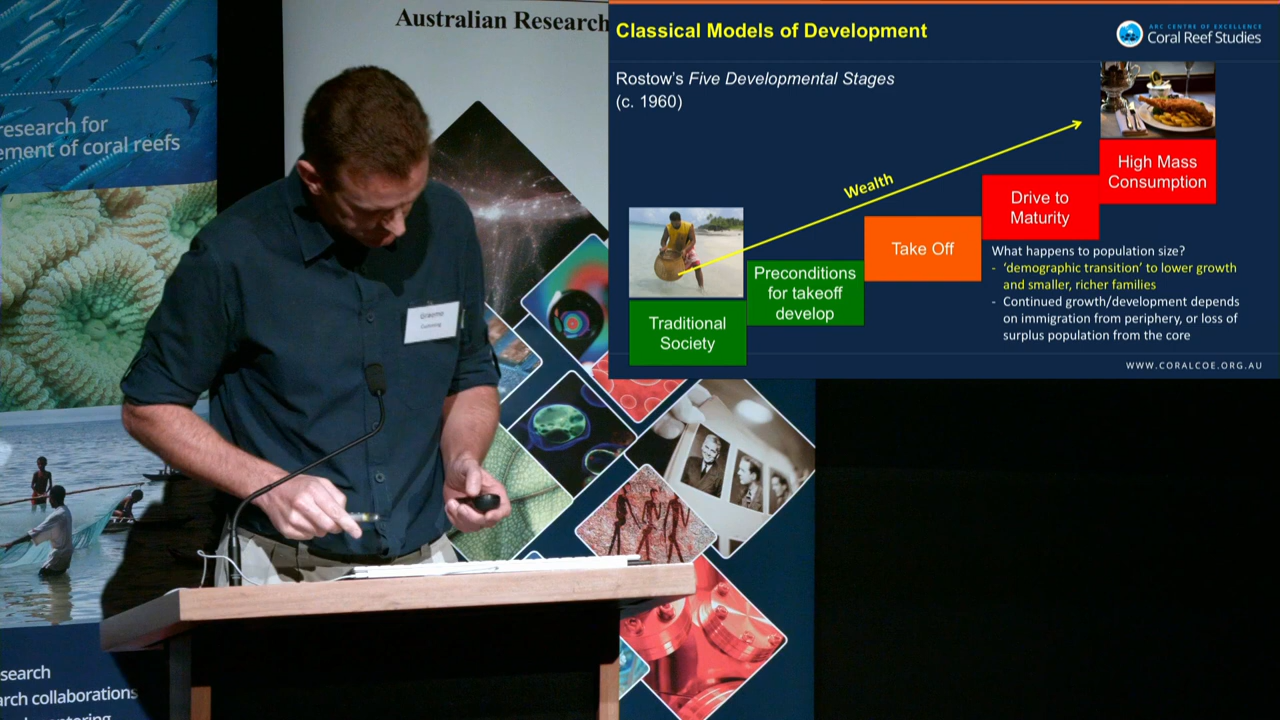 Australian Research
research for
ement of coral reefs
Graeme
Cumming
search
arch collaborations
Classical Models of Development
ARC CENTRE OF EXCELLENCE
Coral Reef Studies
Rostow's Five Developmental Stages
(c. 1960)
Wealth
Traditional
Society
Preconditions
for takeoff
develop
Take Off
Drive to
Maturity
High Mass
Consumption
What happens to population size?
- 'demographic transition' to lower growth
and smaller, richer families
- Continued growth/development depends
on immigration from periphery, or loss of
surplus population from the core
WWW.CORALCOE.ORG.AU